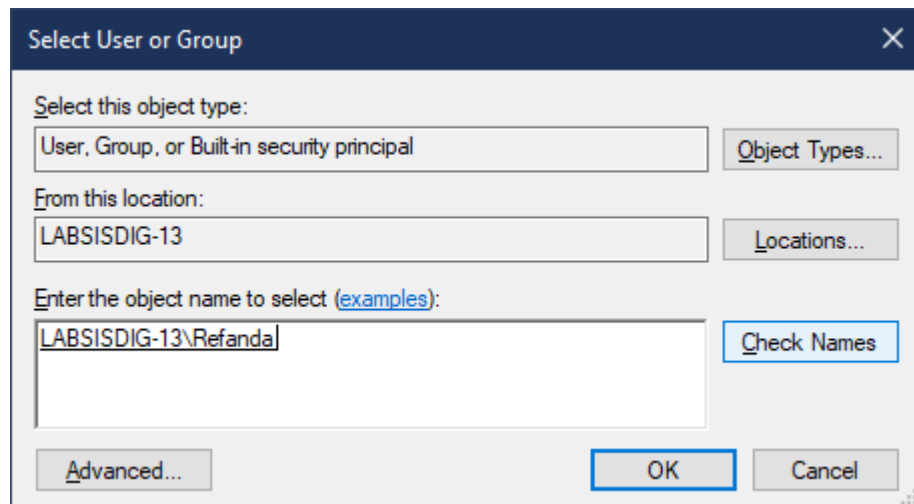 Select User or Group
Select this object type:
User, Group, or Built-in security principal
Object Types...
From this location:
LABSISDIG-13
Locations...
Enter the object name to select (examples):
LABSISDIG-13\Refanda
Check Names
Advanced...
OK
Cancel